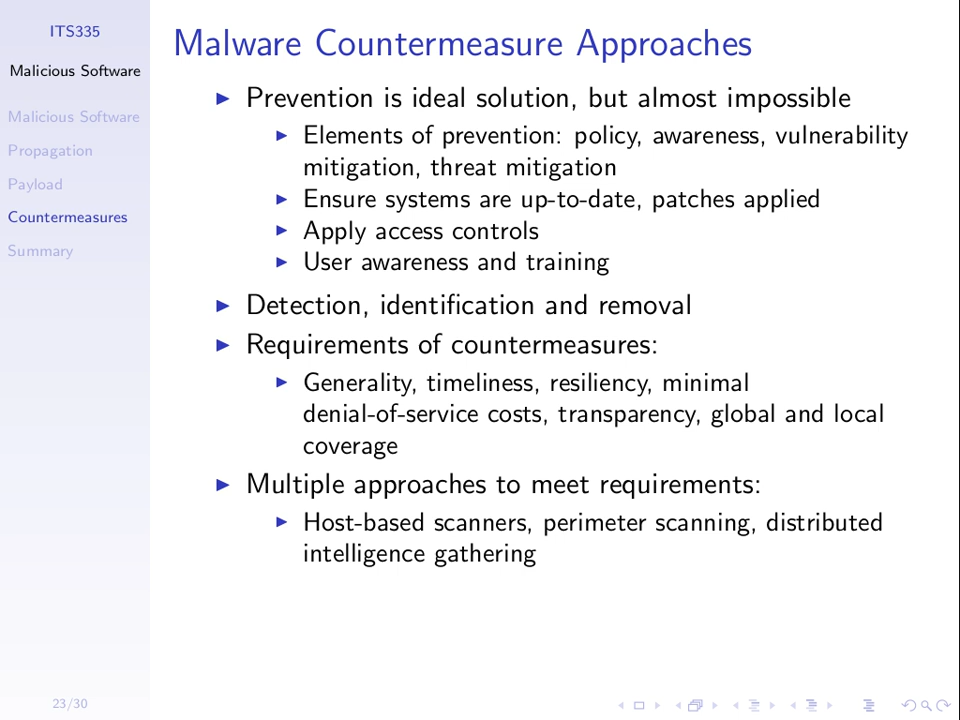 ITS335
Malicious Software
Malicious Software
Propagation
Payload
Countermeasures
Summary
23/30
Malware Countermeasure Approaches
Prevention is ideal solution, but almost impossible
Elements of prevention: policy, awareness, vulnerability
mitigation, threat mitigation
Ensure systems are up-to-date, patches applied
Apply access controls
User awareness and training
Detection, identification and removal
Requirements of countermeasures:
Generality, timeliness, resiliency, minimal
denial-of-service costs, transparency, global and local
coverage
Multiple approaches to meet requirements:
Host-based scanners, perimeter scanning, distributed
intelligence gathering